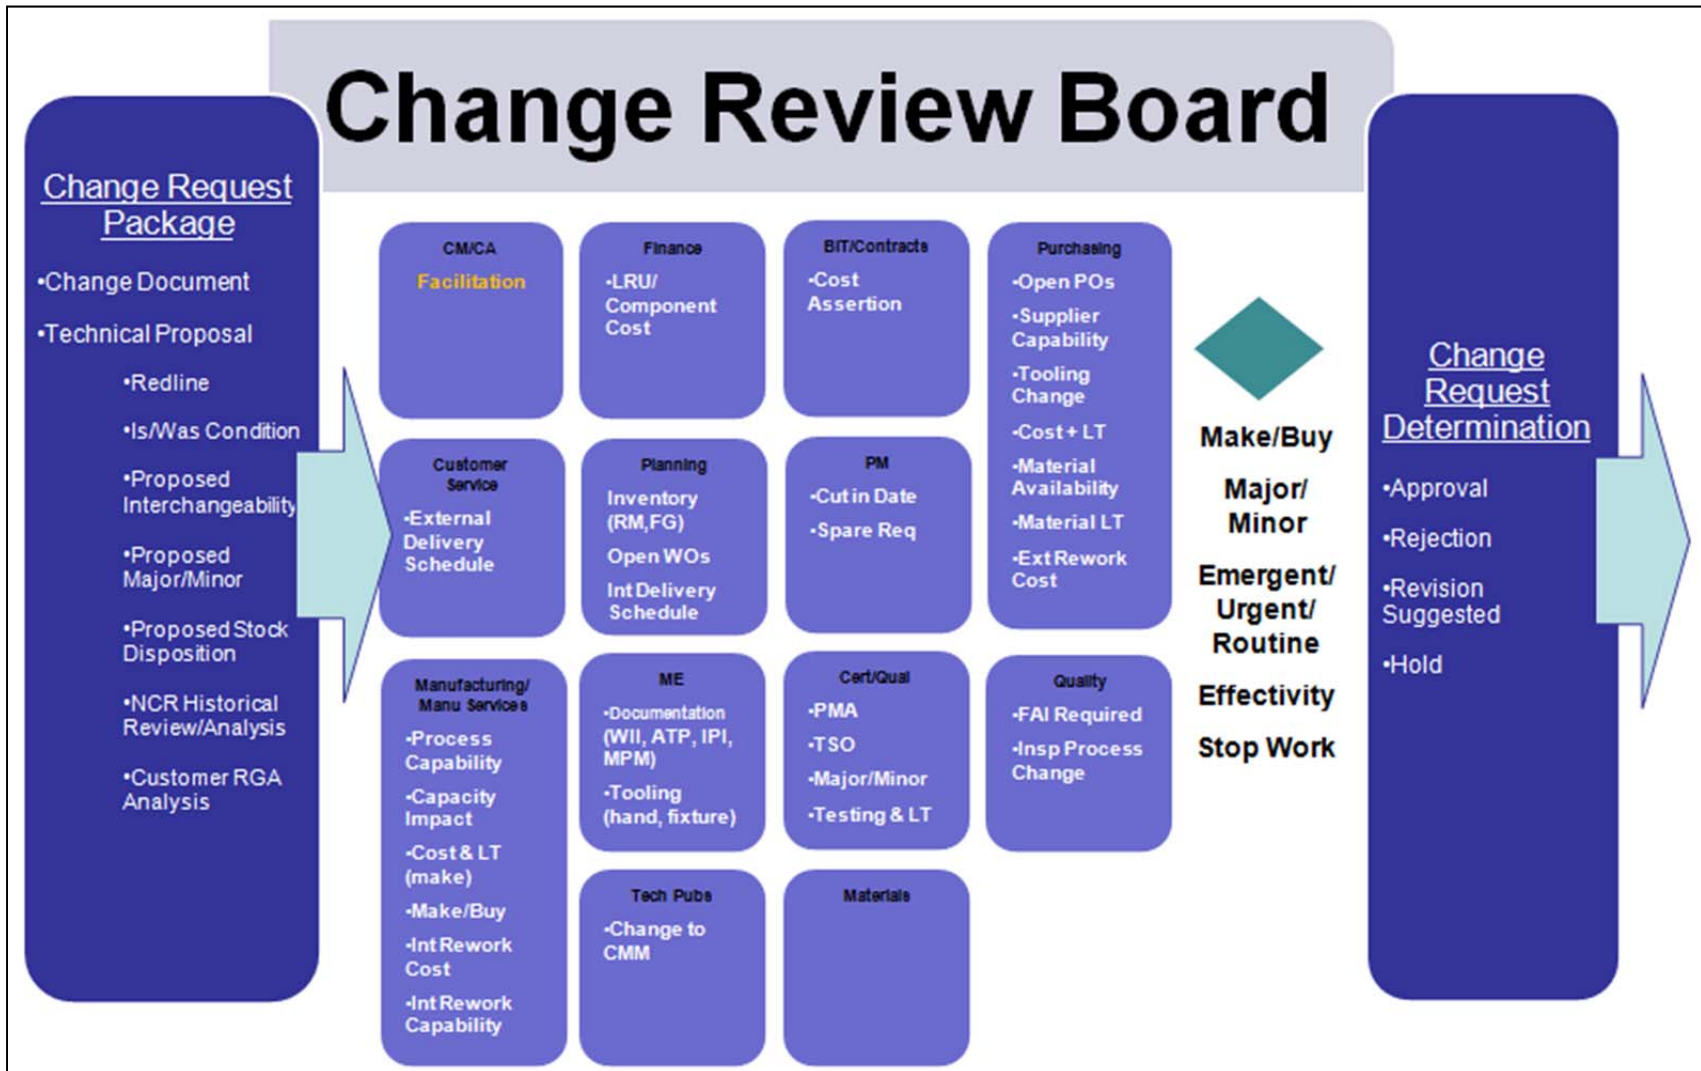 Change Review Board
Change Request
Package
•Change Document
•Technical Proposal
•Redline
•Is/Was Condition
•Proposed
Interchangeability
•Proposed
Major/Minor
•Proposed Stock
Disposition
•NCR Historical
Review/Analysis
•Customer RGA
Analysis
CM/CA
Facilitation
Finance
•LRU/
Component
Cost
BIT/Contracts
•Cost
Assertion
Purchasing
•Open POs
•Supplier
Capability
•Tooling
Change
•Cost + LT
•Material
Availability
•Material LT
•Ext Rework
Cost
Customer
Service
•External
Delivery
Schedule
Planning
Inventory
(RM,FG)
Open WOs
Int Delivery
Schedule
PM
•Cut in Date
•Spare Req
Manufacturing/
Manu Services
•Process
Capability
•Capacity
Impact
•Cost & LT
(make)
•Make/Buy
•Int Rework
Cost
•Int Rework
Capability
ME
•Documentation
(WII, ATP, IPI,
MPM)
•Tooling
(hand, fixture)
Cert/Qual
•PMA
•TSO
•Major/Minor
•Testing & LT
Quality
•FAI Required
•Insp Process
Change
Tech Pubs
•Change to
CMM
Materials
Make/Buy
Major/
Minor
Emergent/
Urgent/
Routine
Effectivity
Stop Work
Change
Request
Determination
•Approval
•Rejection
•Revision
Suggested
•Hold